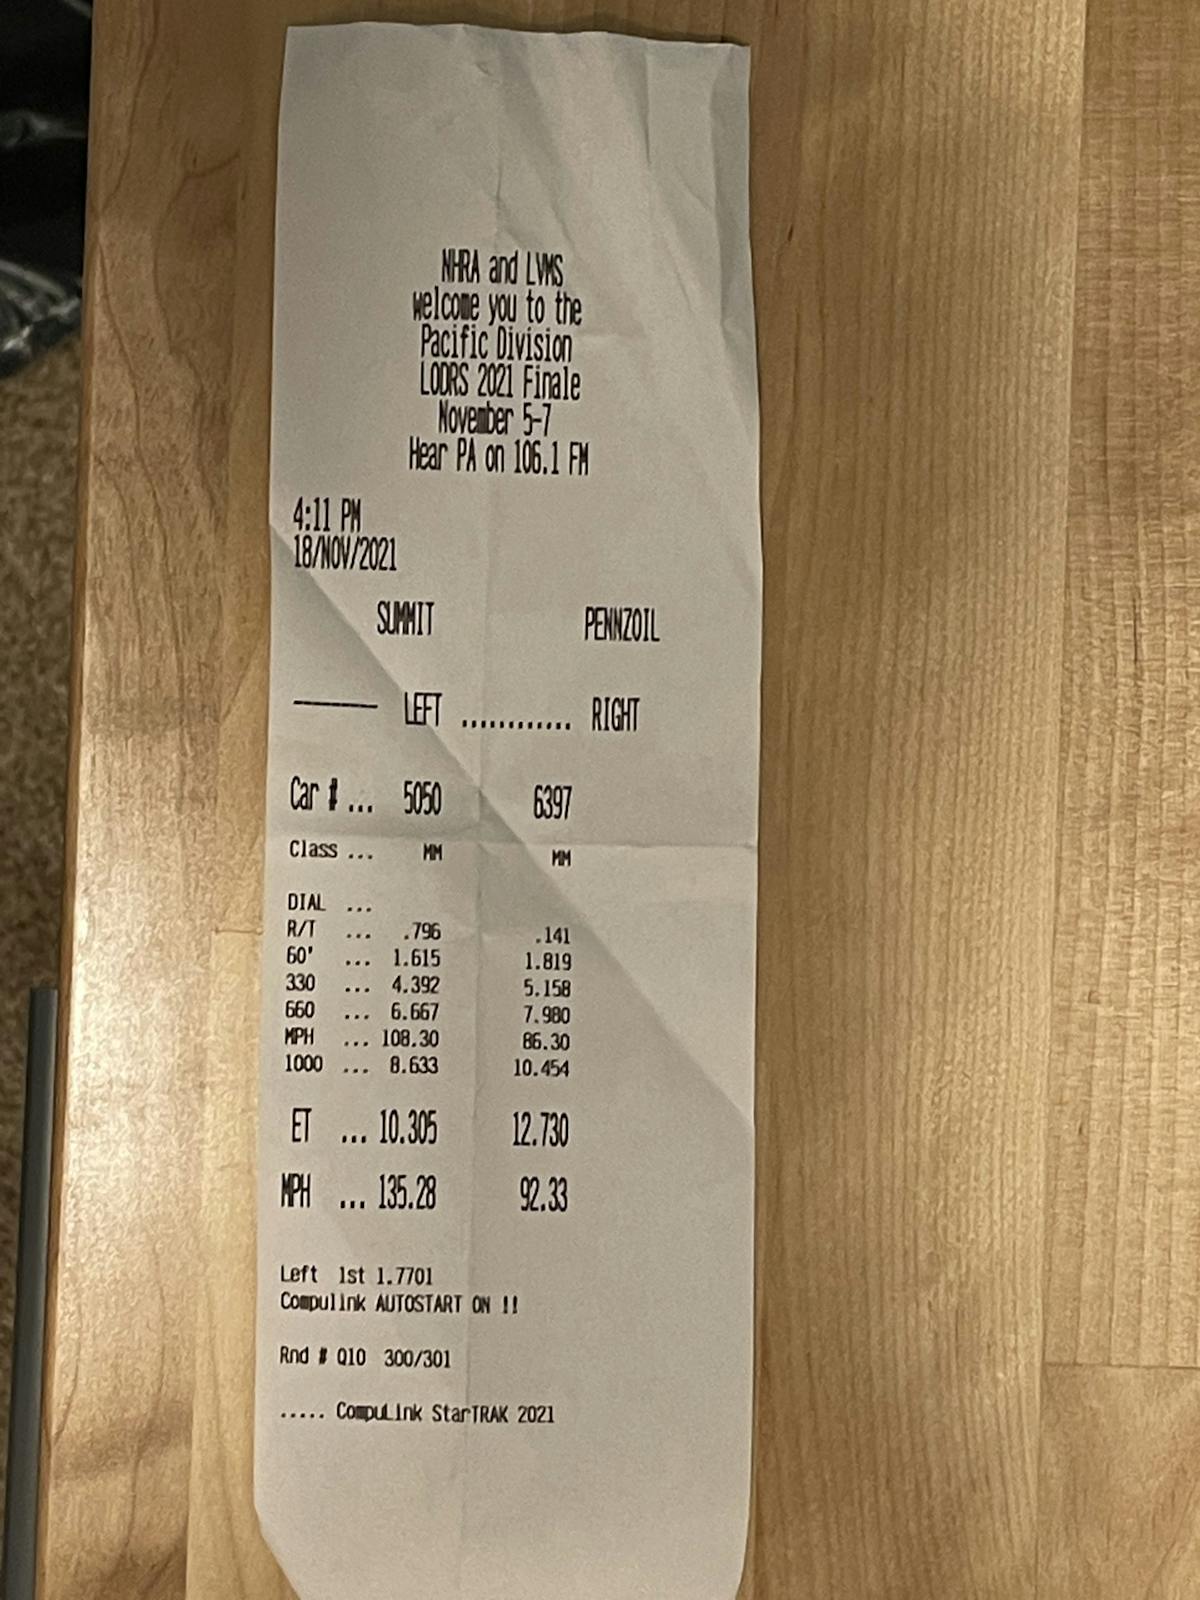 NHRA and LVMS
welcome you to the
Pacific Division
LODRS 2021 Finale
November 5-7
Hear PA on 106.1 FM
4:11 PM
18/NOV/2021
SUMMIT PENNZOIL
LEFT ............ RIGHT
Car # ... 5050 6397
Class ... MM MM
DIAL ...
R/T ... .796 .141
60' ... 1.615 1.819
330 ... 4.392 5.158
660 ... 6.667 7.980
MPH ... 108.30 86.30
1000 ... 8.633 10.454
ET ... 10.305 12.730
MPH ... 135.28 92.33
Left 1st 1.7701
Compulink AUTOSTART ON !!
Rnd # Q10 300/301
..... CompuLink StarTRAK 2021